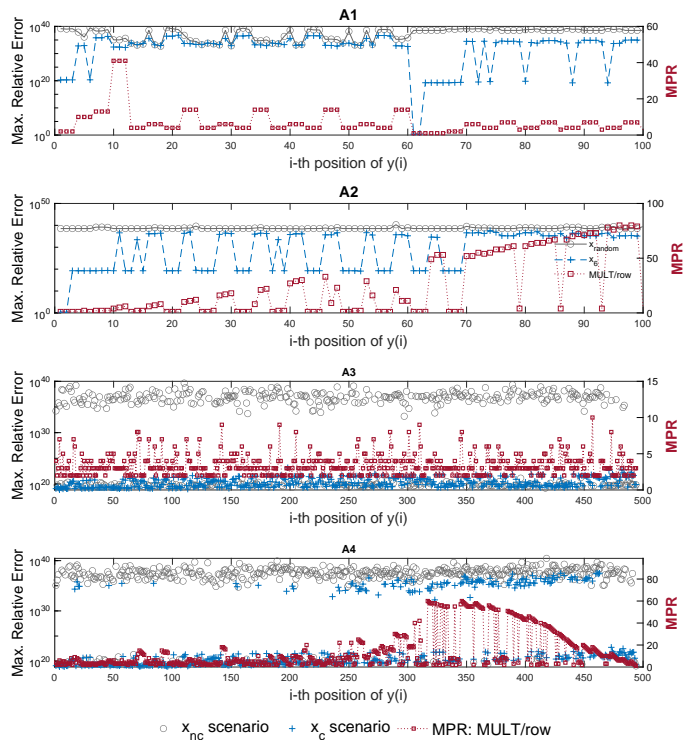 A1
Max. Relative Error
10^40
10^20
10^0
60
40
20
0
MPR
0 10 20 30 40 50 60 70 80 90 100
i-th position of y(i)
A2
Max. Relative Error
10^50
10^0
100
50
0
MPR
x_random
x_6
MULT/row
0 10 20 30 40 50 60 70 80 90 100
i-th position of y(i)
A3
Max. Relative Error
10^40
10^30
10^20
15
10
5
0
MPR
0 50 100 150 200 250 300 350 400 450 500
i-th position of y(i)
A4
Max. Relative Error
10^40
10^30
10^20
80
60
40
20
0
MPR
0 50 100 150 200 250 300 350 400 450 500
i-th position of y(i)
x_nc scenario x_c scenario MPR: MULT/row